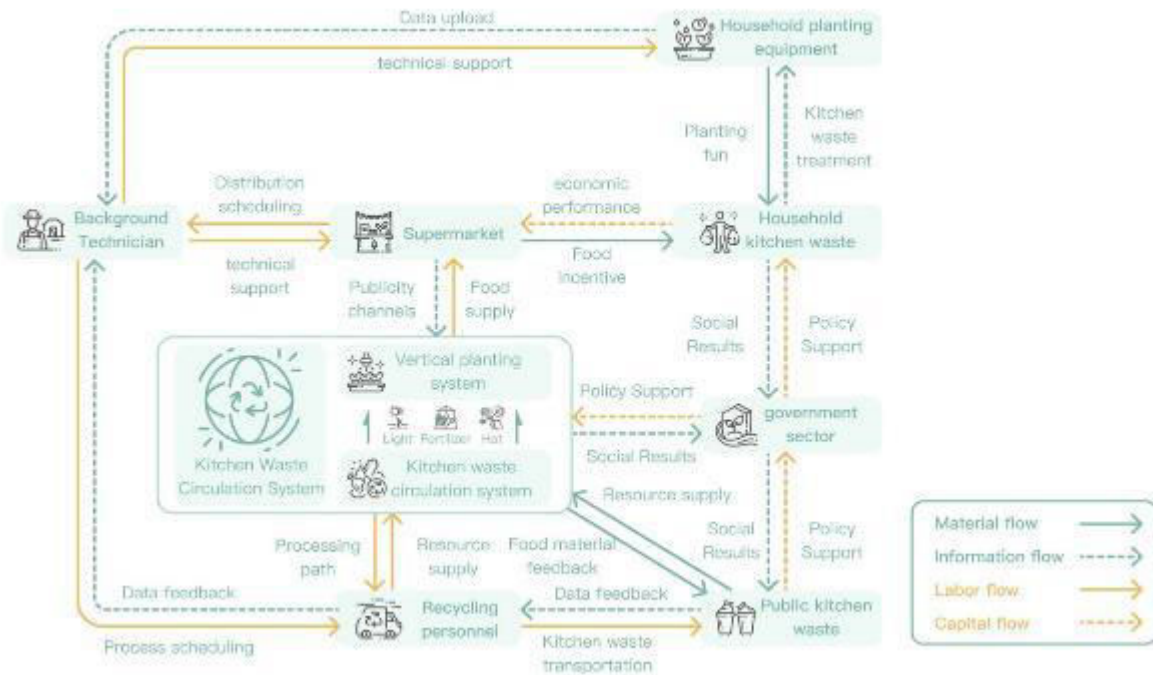 Data upload
Household planting
equipment
technical support
Planting
fun
Kitchen
waste
treatment
Distribution
scheduling
economic
performance
Background
Technician
Supermarket
Household
kitchen waste
technical
support
Food
incentive
Publicity
channels
Food
supply
Social
Results
Policy
Support
Vertical planting
system
Policy Support
Light
Fertilizer
Hot
government
sector
Social Results
Kitchen Waste
Circulation System
Kitchen waste
circulation system
Resource supply
Processing
path
Resource
supply
Food material
feedback
Social
Results
Policy
Support
Data feedback
Recycling
personnel
Data feedback
Public kitchen
waste
Process scheduling
Kitchen waste
transportation
Material flow
Information flow
Labor flow
Capital flow